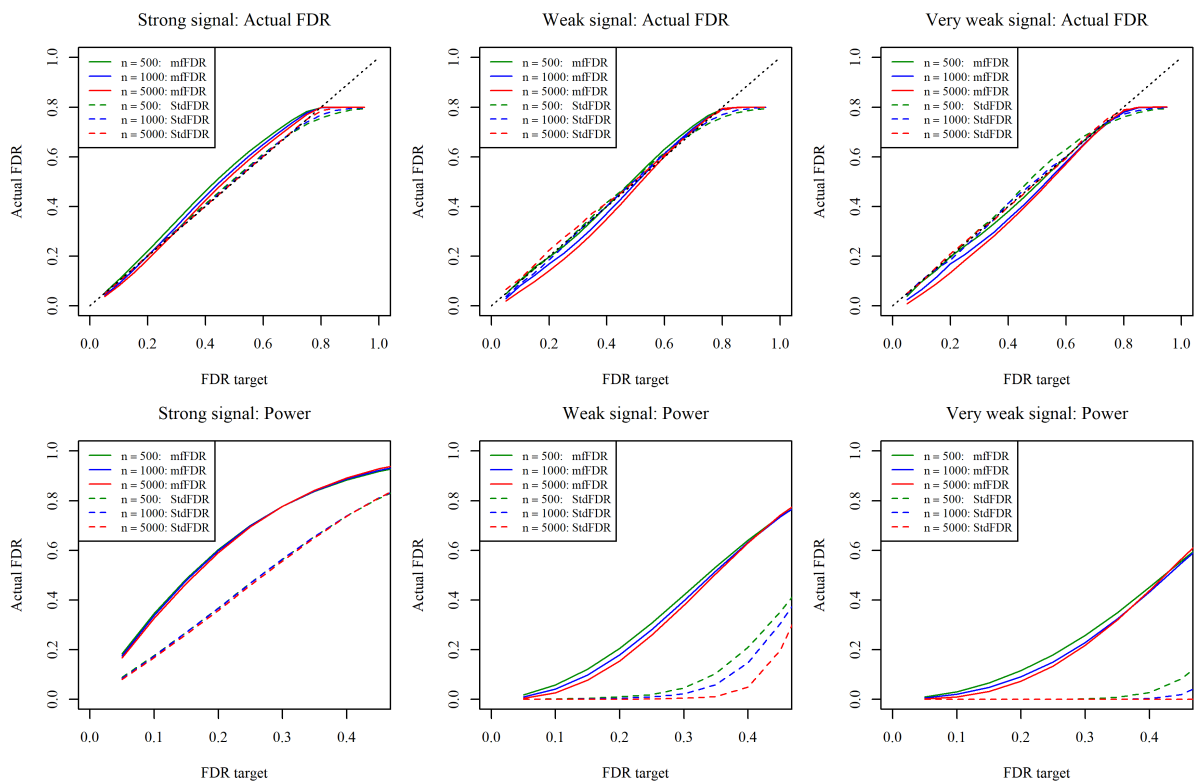 Strong signal: Actual FDR
Weak signal: Actual FDR
Very weak signal: Actual FDR
n = 500: mfFDR
n = 1000: mfFDR
n = 5000: mfFDR
n = 500: StdFDR
n = 1000: StdFDR
n = 5000: StdFDR
n = 500: mfFDR
n = 1000: mfFDR
n = 5000: mfFDR
n = 500: StdFDR
n = 1000: StdFDR
n = 5000: StdFDR
n = 500: mfFDR
n = 1000: mfFDR
n = 5000: mfFDR
n = 500: StdFDR
n = 1000: StdFDR
n = 5000: StdFDR
Actual FDR
0.0 0.2 0.4 0.6 0.8 1.0
Actual FDR
0.0 0.2 0.4 0.6 0.8 1.0
Actual FDR
0.0 0.2 0.4 0.6 0.8 1.0
0.0 0.2 0.4 0.6 0.8 1.0
0.0 0.2 0.4 0.6 0.8 1.0
0.0 0.2 0.4 0.6 0.8 1.0
FDR target
FDR target
FDR target
Strong signal: Power
Weak signal: Power
Very weak signal: Power
n = 500: mfFDR
n = 1000: mfFDR
n = 5000: mfFDR
n = 500: StdFDR
n = 1000: StdFDR
n = 5000: StdFDR
n = 500: mfFDR
n = 1000: mfFDR
n = 5000: mfFDR
n = 500: StdFDR
n = 1000: StdFDR
n = 5000: StdFDR
n = 500: mfFDR
n = 1000: mfFDR
n = 5000: mfFDR
n = 500: StdFDR
n = 1000: StdFDR
n = 5000: StdFDR
Actual FDR
0.0 0.2 0.4 0.6 0.8 1.0
Actual FDR
0.0 0.2 0.4 0.6 0.8 1.0
Actual FDR
0.0 0.2 0.4 0.6 0.8 1.0
0.0 0.1 0.2 0.3 0.4
0.0 0.1 0.2 0.3 0.4
0.0 0.1 0.2 0.3 0.4
FDR target
FDR target
FDR target